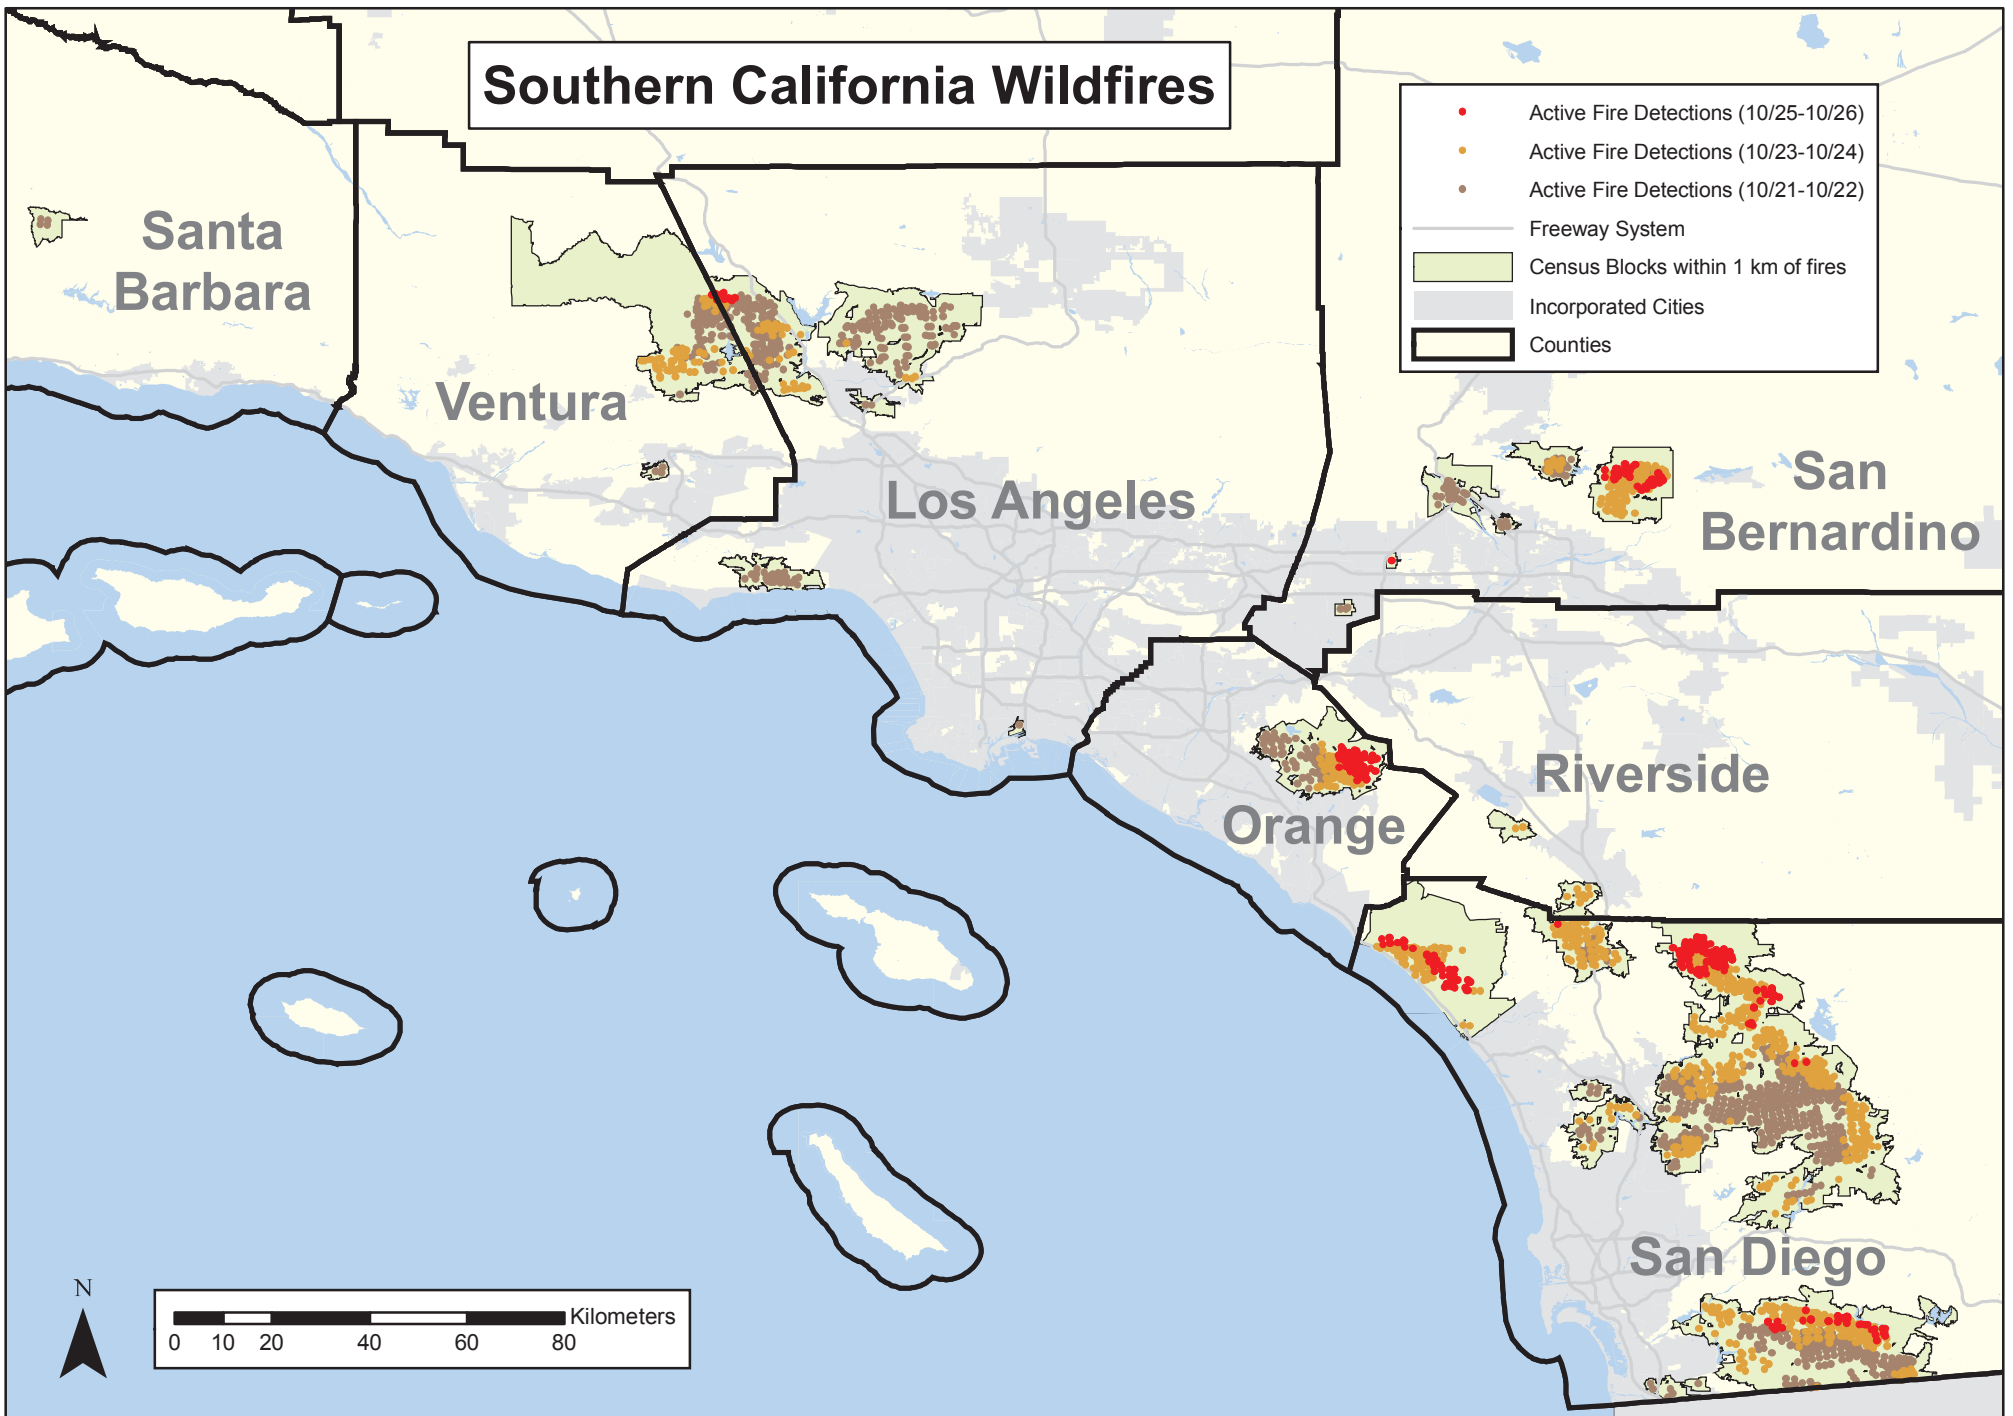 Southern California Wildfires
Active Fire Detections (10/25-10/26)
Active Fire Detections (10/23-10/24)
Active Fire Detections (10/21-10/22)
Freeway System
Census Blocks within 1 km of fires
Incorporated Cities
Counties
Santa
Barbara
Ventura
Los Angeles
San
Bernardino
Riverside
Orange
San Diego
N
Kilometers
0 10 20 40 60 80